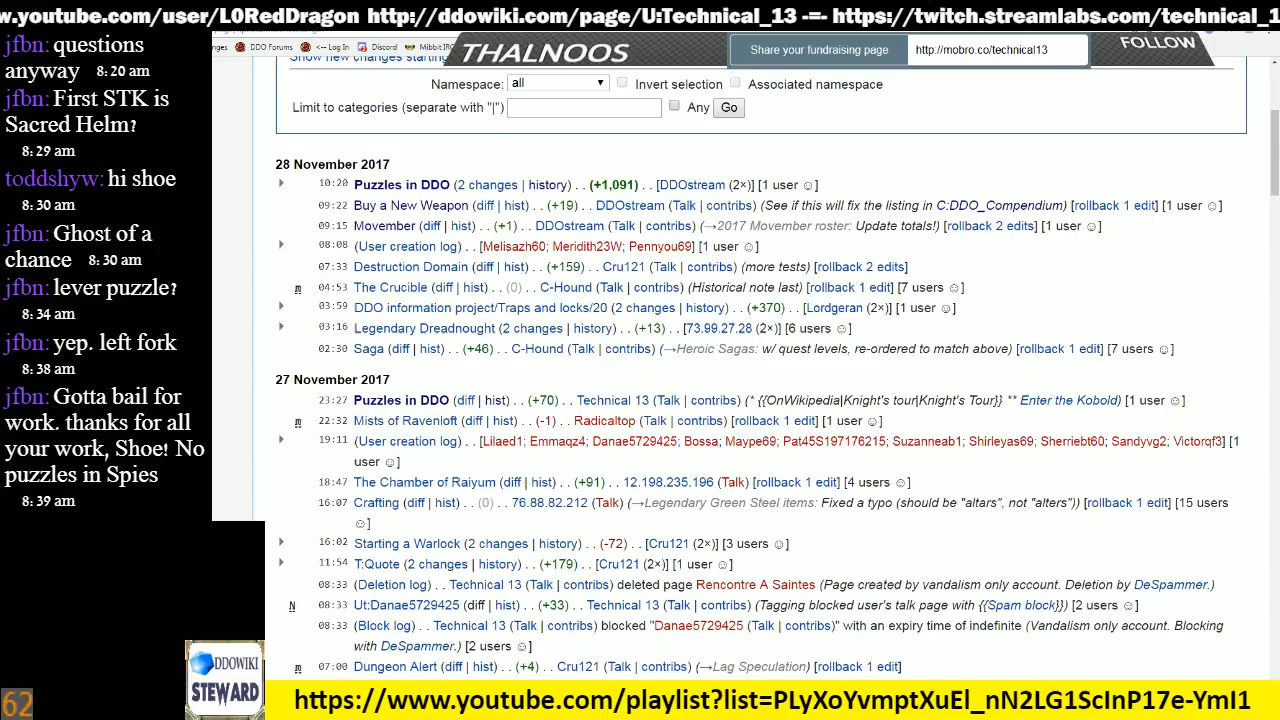 w.youtube.com/user/L0RedDragon http://ddowiki.com/page/U:Technical_13 -=- https://twitch.streamlabs.com/technical_1
DDO Forums <-- Log In Discord Mibbit
THALNOOS
Share your fundraising page http://mobro.co/technical13
FOLLOW
jfbn: questions
anyway 8:20 am
jfbn: First STK is
Sacred Helm?
8:29 am
toddshyw: hi shoe
8:30 am
jfbn: Ghost of a
chance 8:30 am
jfbn: lever puzzle?
8:34 am
jfbn: yep. left fork
8:38 am
jfbn: Gotta bail for
work. thanks for all
your work, Shoe! No
puzzles in Spies
8:39 am
Show new changes starting
Namespace: all Invert selection Associated namespace
Limit to categories (separate with "|") Any Go
28 November 2017
10:20 Puzzles in DDO (2 changes | history) . . (+1,091) . . [DDOstream (2×)] [1 user ☺]
09:22 Buy a New Weapon (diff | hist) . . (+19) . . DDOstream (Talk | contribs) (See if this will fix the listing in C:DDO_Compendium) [rollback 1 edit] [1 user ☺]
09:15 Movember (diff | hist) . . (+1) . . DDOstream (Talk | contribs) (→2017 Movember roster: Update totals!) [rollback 2 edits] [1 user ☺]
08:08 (User creation log) . . [Melisazh60; Meridith23W; Pennyou69] [1 user ☺]
07:33 Destruction Domain (diff | hist) . . (+159) . . Cru121 (Talk | contribs) (more tests) [rollback 2 edits]
m 04:53 The Crucible (diff | hist) . . (0) . . C-Hound (Talk | contribs) (Historical note last) [rollback 1 edit] [7 users ☺]
03:59 DDO information project/Traps and locks/20 (2 changes | history) . . (+370) . . [Lordgeran (2×)] [1 user ☺]
03:16 Legendary Dreadnought (2 changes | history) . . (+13) . . [73.99.27.28 (2×)] [6 users ☺]
02:30 Saga (diff | hist) . . (+46) . . C-Hound (Talk | contribs) (→Heroic Sagas: w/ quest levels, re-ordered to match above) [rollback 1 edit] [7 users ☺]
27 November 2017
23:27 Puzzles in DDO (diff | hist) . . (+70) . . Technical 13 (Talk | contribs) (* {{OnWikipedia|Knight's tour|Knight's Tour}} ** Enter the Kobold) [1 user ☺]
m 22:32 Mists of Ravenloft (diff | hist) . . (-1) . . Radicaltop (Talk | contribs) [rollback 1 edit] [1 user ☺]
19:11 (User creation log) . . [Lilaed1; Emmaqz4; Danae5729425; Bossa; Maype69; Pat45S197176215; Suzanneab1; Shirleyas69; Sherriebt60; Sandyvg2; Victorqf3] [1
user ☺]
18:47 The Chamber of Raiyum (diff | hist) . . (+91) . . 12.198.235.196 (Talk) [rollback 1 edit] [4 users ☺]
16:07 Crafting (diff | hist) . . (0) . . 76.88.82.212 (Talk) (→Legendary Green Steel items: Fixed a typo (should be "altars", not "alters")) [rollback 1 edit] [15 users
☺]
16:02 Starting a Warlock (2 changes | history) . . (-72) . . [Cru121 (2×)] [3 users ☺]
11:54 T:Quote (2 changes | history) . . (+179) . . [Cru121 (2×)] [1 user ☺]
08:33 (Deletion log) . . Technical 13 (Talk | contribs) deleted page Rencontre A Saintes (Page created by vandalism only account. Deletion by DeSpammer.)
N 08:33 Ut:Danae5729425 (diff | hist) . . (+33) . . Technical 13 (Talk | contribs) (Tagging blocked user's talk page with {{Spam block}}) [2 users ☺]
08:33 (Block log) . . Technical 13 (Talk | contribs) blocked "Danae5729425 (Talk | contribs)" with an expiry time of indefinite (Vandalism only account. Blocking
with DeSpammer.) [2 users ☺]
m 07:00 Dungeon Alert (diff | hist) . . (+4) . . Cru121 (Talk | contribs) (→Lag Speculation) [rollback 1 edit]
DDOWIKI
STEWARD
62
https://www.youtube.com/playlist?list=PLyXoYvmptXuEl_nN2LG1ScInP17e-YmI1